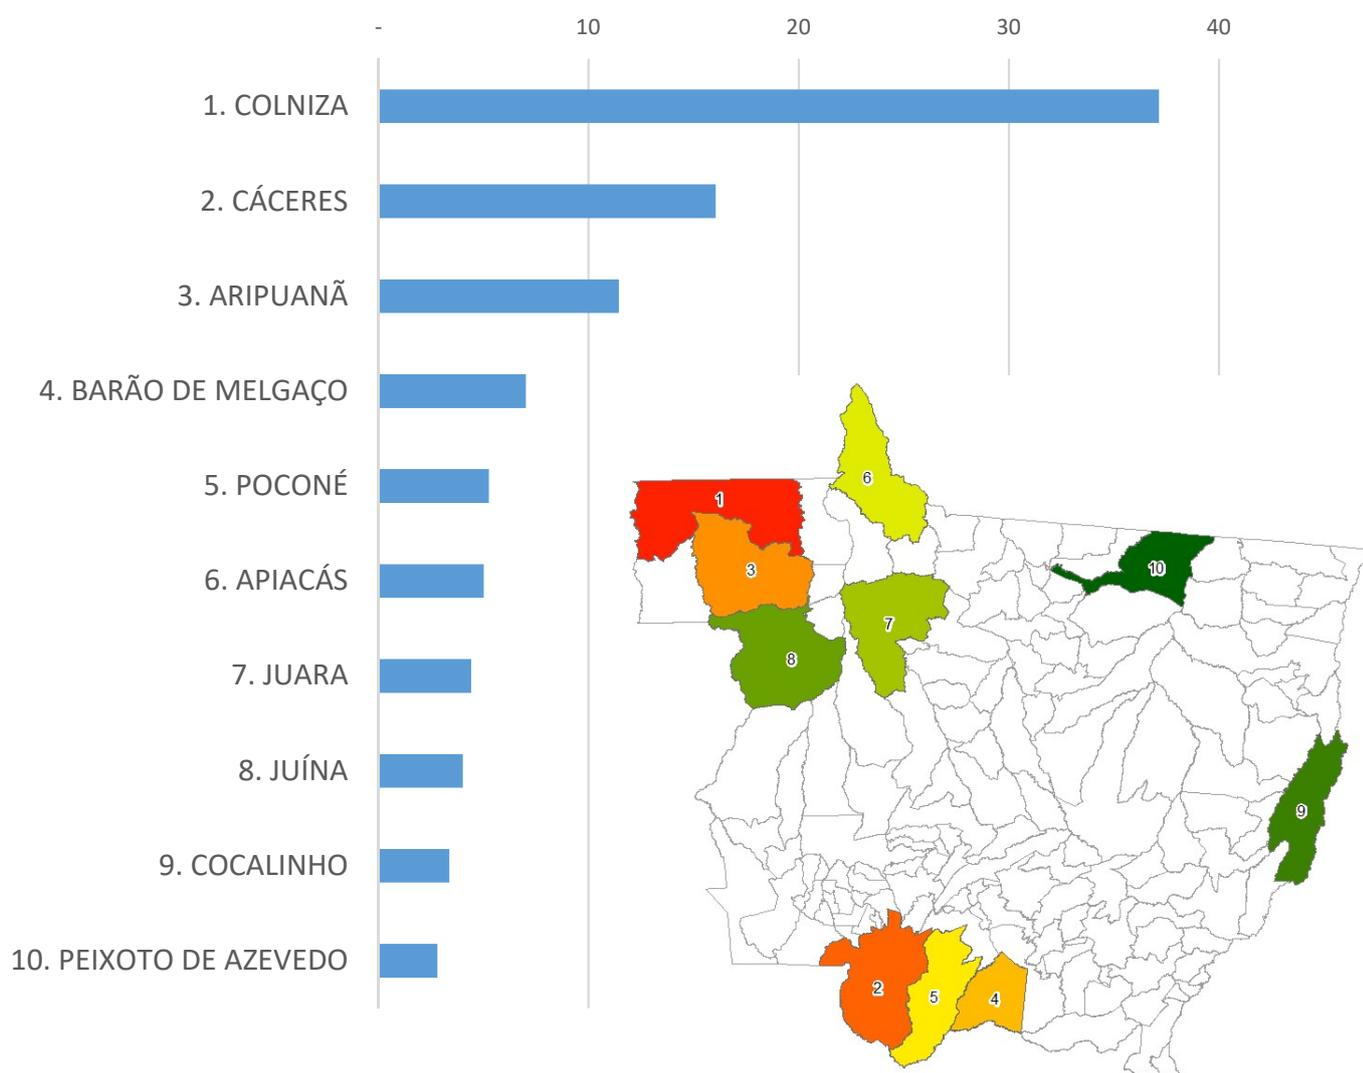 - 10 20 30 40
1. COLNIZA
2. CÁCERES
3. ARIPUANÃ
4. BARÃO DE MELGAÇO
5. POCONÉ
6. APIACÁS
7. JUARA
8. JUÍNA
9. COCALINHO
10. PEIXOTO DE AZEVEDO
6
1
3
10
7
8
9
2
5
4